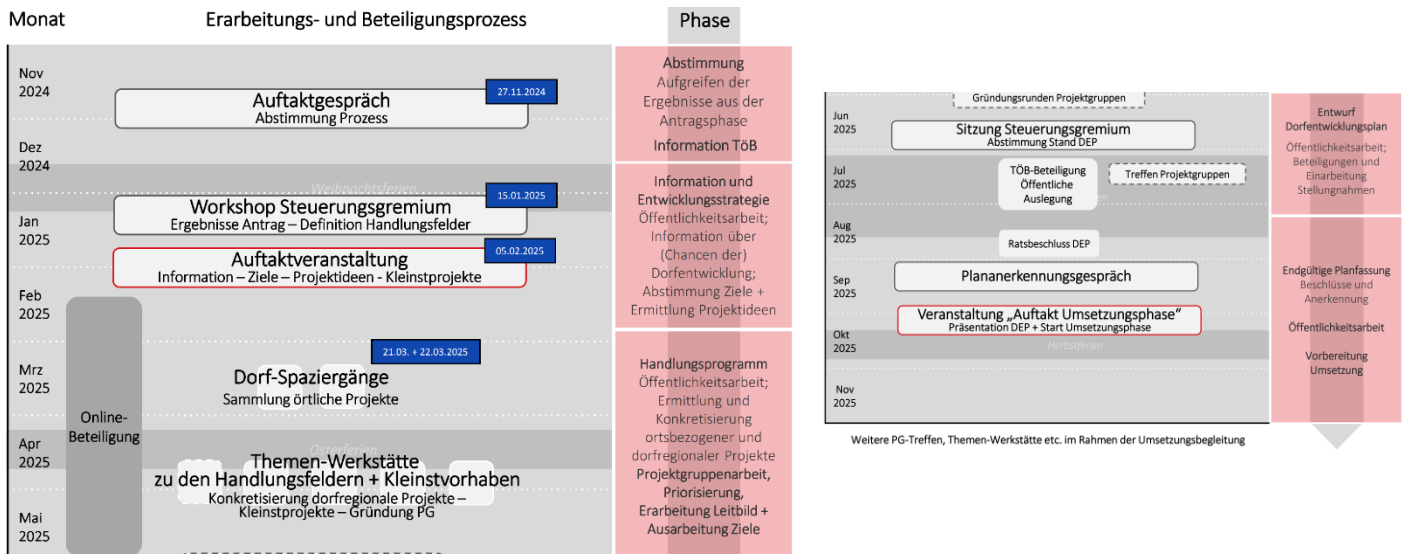 Monat
Erarbeitungs- und Beteiligungsprozess
Phase
Nov
2024
27.11.2024
Auftaktgespräch
Abstimmung Prozess
Abstimmung
Aufgreifen der
Ergebnisse aus der
Antragsphase
Information TöB
Dez
2024
Weihnachtsferien
15.01.2025
Workshop Steuerungsgremium
Ergebnisse Antrag – Definition Handlungsfelder
Jan
2025
05.02.2025
Auftaktveranstaltung
Information – Ziele – Projektideen - Kleinstprojekte
Information und
Entwicklungsstrategie
Öffentlichkeitsarbeit;
Information über
(Chancen der)
Dorfentwicklung;
Abstimmung Ziele +
Ermittlung Projektideen
Feb
2025
21.03. + 22.03.2025
Mrz
2025
Dorf-Spaziergänge
Sammlung örtliche Projekte
Online-
Beteiligung
Apr
2025
Osterferien
Themen-Werkstätte
zu den Handlungsfeldern + Kleinstvorhaben
Konkretisierung dorfregionale Projekte –
Kleinstprojekte – Gründung PG
Mai
2025
Handlungsprogramm
Öffentlichkeitsarbeit;
Ermittlung und
Konkretisierung
ortsbezogener und
dorfregionaler Projekte
Projektgruppenarbeit,
Priorisierung,
Erarbeitung Leitbild +
Ausarbeitung Ziele
Gründungsrunden Projektgruppen
Jun
2025
Sitzung Steuerungsgremium
Abstimmung Stand DEP
Entwurf
Dorfentwicklungsplan
Öffentlichkeitsarbeit;
Beteiligungen und
Einarbeitung
Stellungnahmen
Jul
2025
TÖB-Beteiligung
Öffentliche
Auslegung
Treffen Projektgruppen
Aug
2025
Ratsbeschluss DEP
Sep
2025
Plananerkennungsgespräch
Veranstaltung „Auftakt Umsetzungsphase“
Präsentation DEP + Start Umsetzungsphase
Okt
2025
Herbstferien
Nov
2025
Endgültige Planfassung
Beschlüsse und
Anerkennung
Öffentlichkeitsarbeit
Vorbereitung
Umsetzung
Weitere PG-Treffen, Themen-Werkstätte etc. im Rahmen der Umsetzungsbegleitung